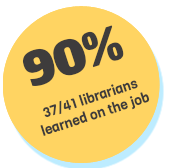 90%
37/41 librarians
learned on the job